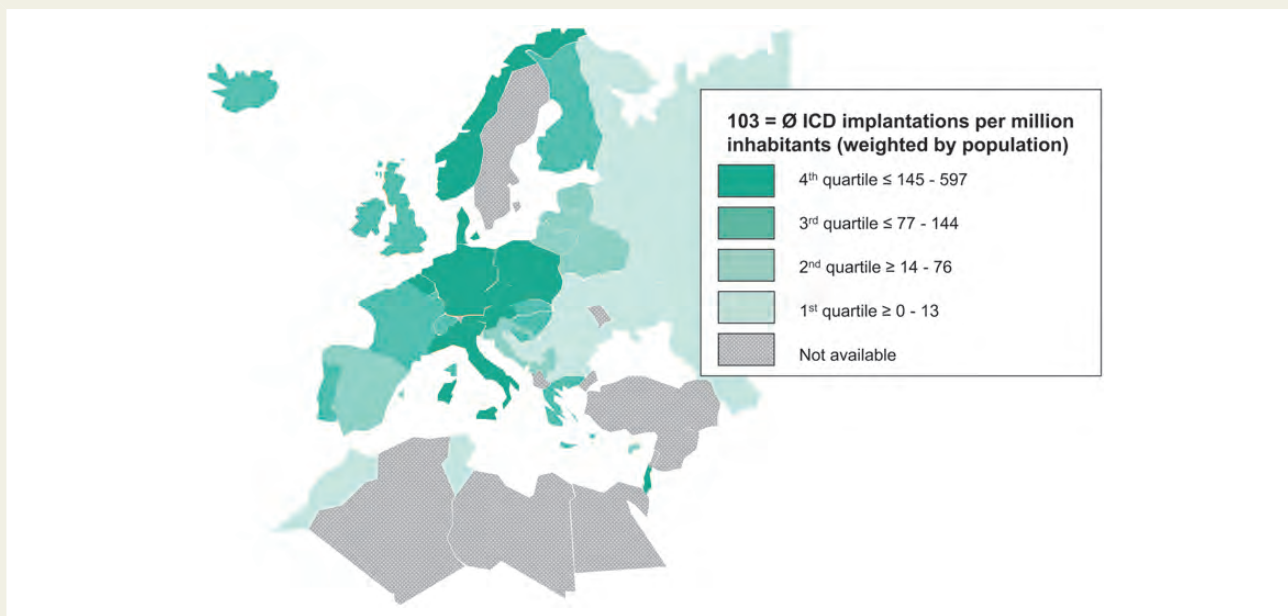 103 = Ø ICD implantations per million
inhabitants (weighted by population)
4th quartile ≤ 145 - 597
3rd quartile ≤ 77 - 144
2nd quartile ≥ 14 - 76
1st quartile ≥ 0 - 13
Not available